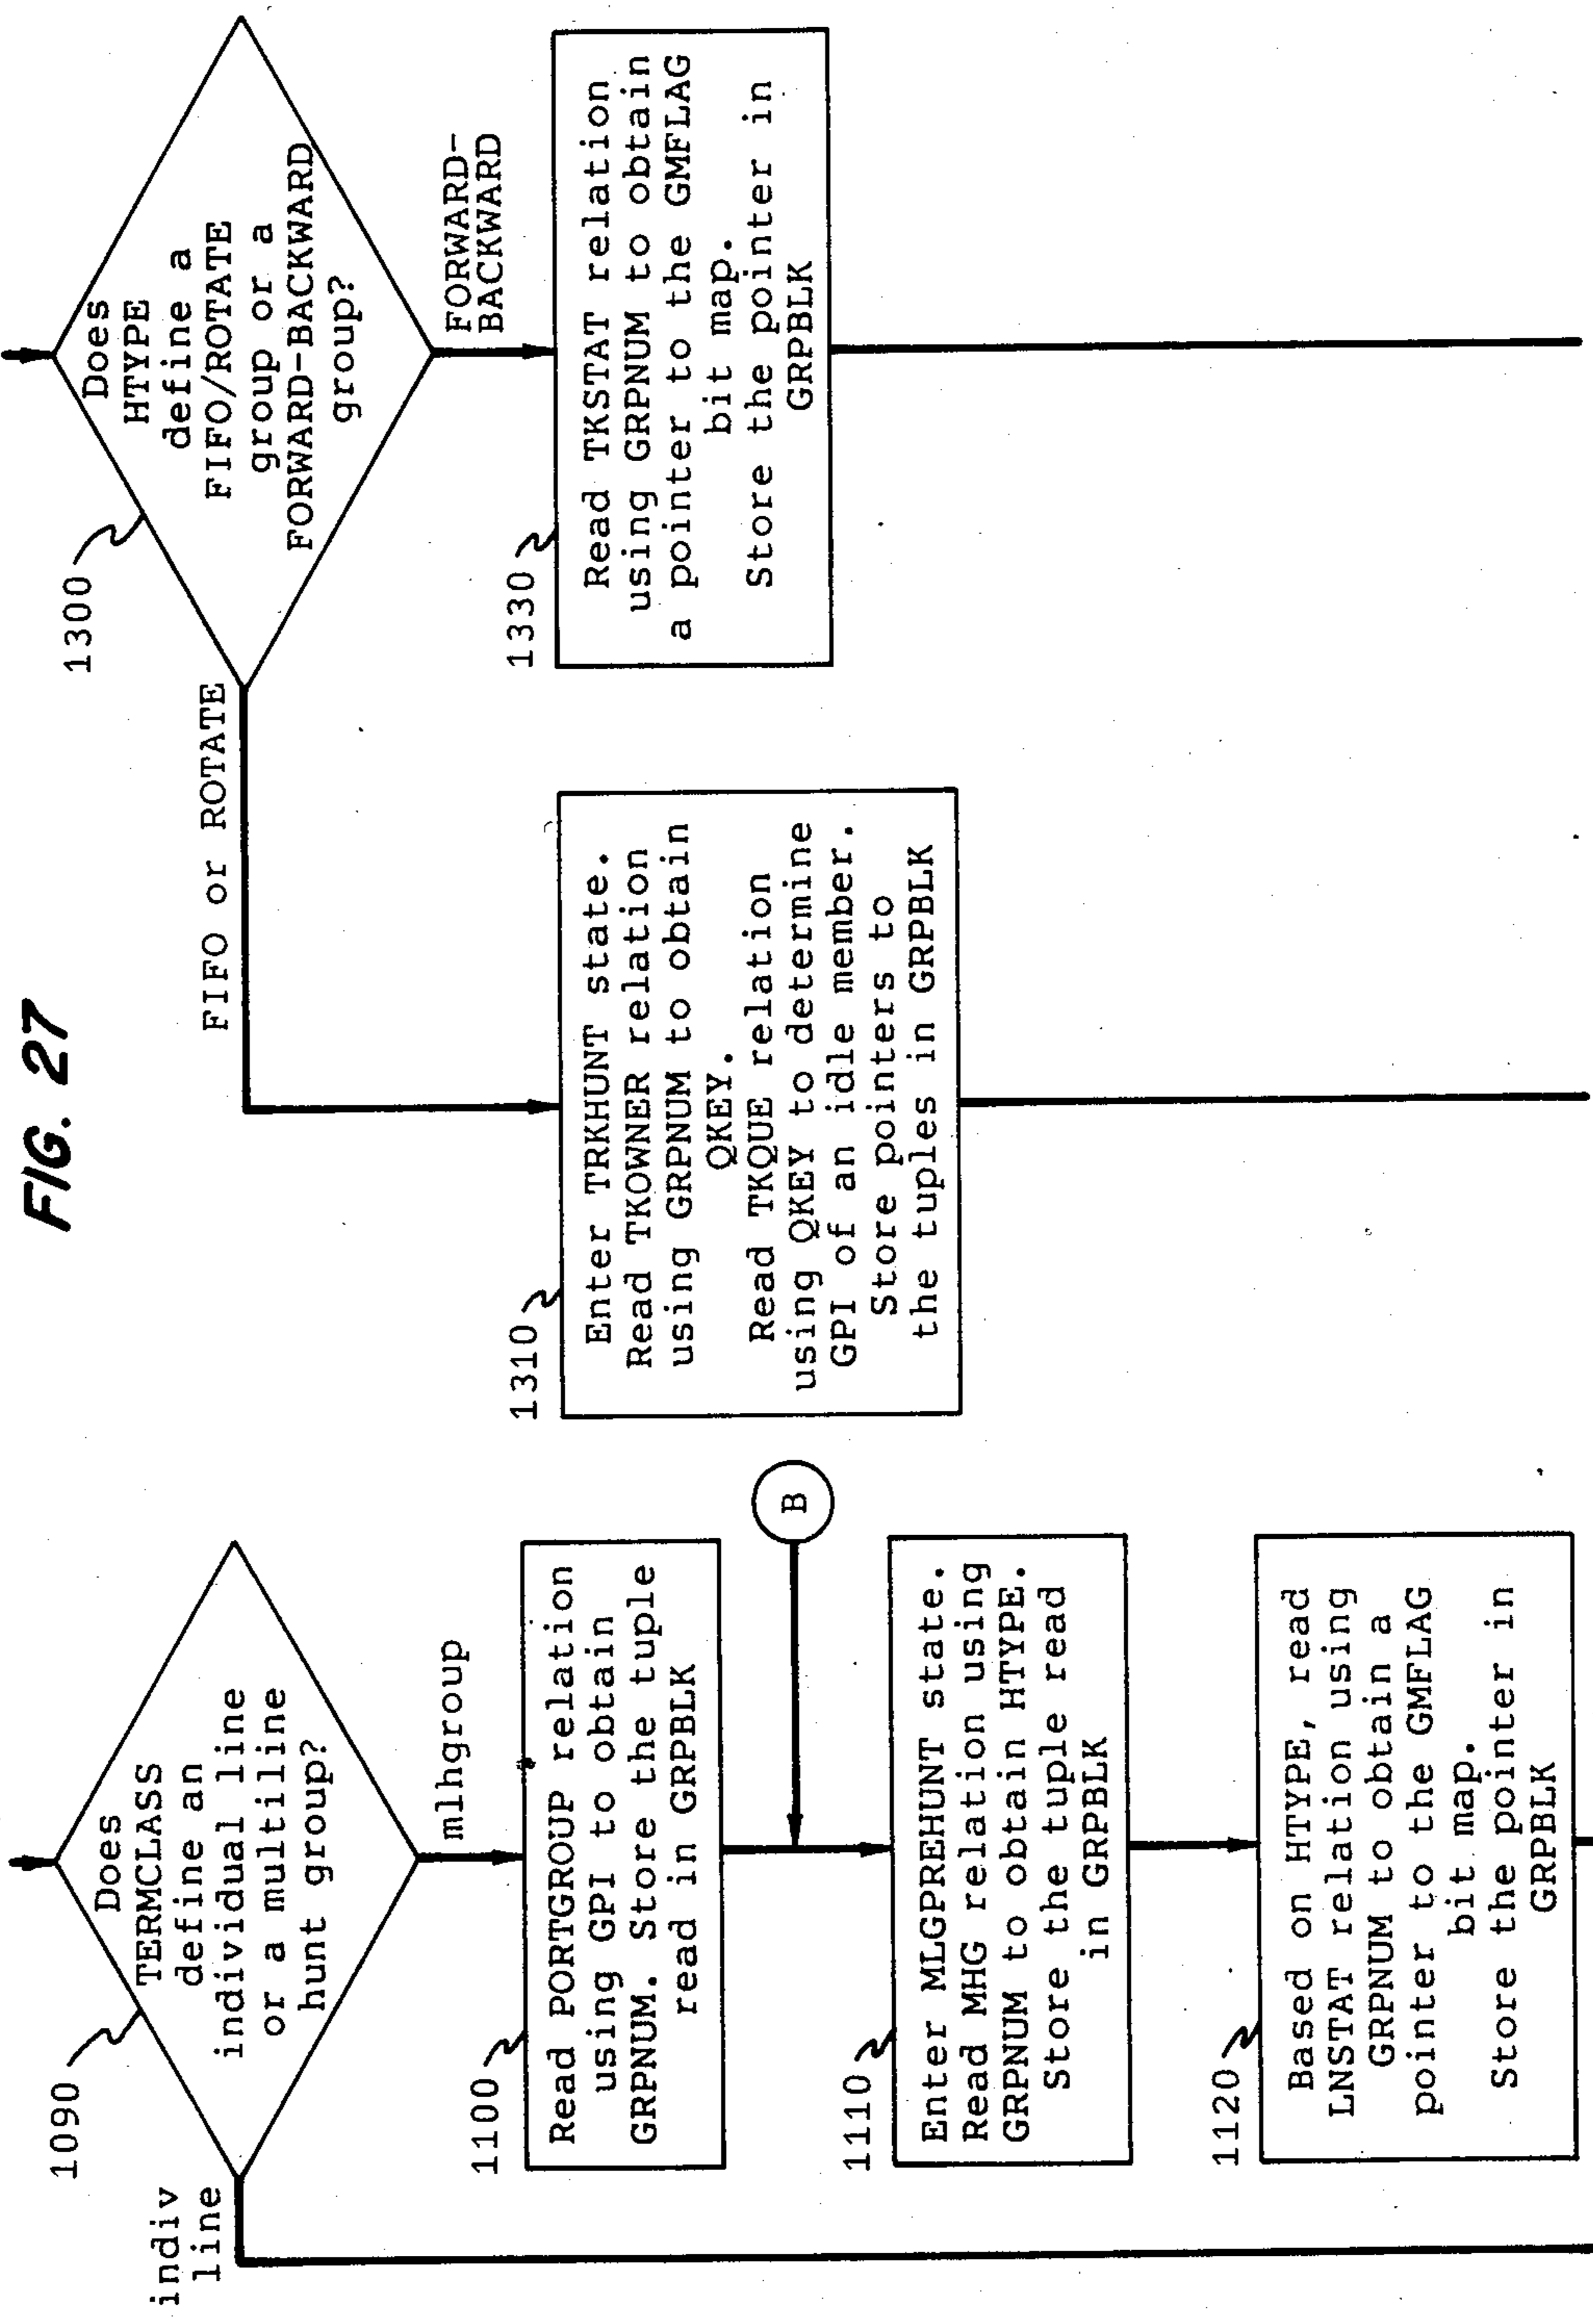 FIG. 27
1090
Does
TERMCLASS
define an
individual line
or a multiline
hunt group?
indiv
line
mlhgroup
1100
Read PORTGROUP relation
using GPI to obtain
GRPNUM. Store the tuple
read in GRPBLK
B
1110
Enter MLGPREHUNT state.
Read MHG relation using
GRPNUM to obtain HTYPE.
Store the tuple read
in GRPBLK
1120
Based on HTYPE, read
LNSTAT relation using
GRPNUM to obtain a
pointer to the GMFLAG
bit map.
Store the pointer in
GRPBLK
1300
Does
HTYPE
define a
FIFO/ROTATE
group or a
FORWARD-BACKWARD
group?
FIFO or ROTATE
FORWARD-
BACKWARD
1310
Enter TRKHUNT state.
Read TKOWNER relation
using GRPNUM to obtain
QKEY.
Read TKQUE relation
using QKEY to determine
GPI of an idle member.
Store pointers to
the tuples in GRPBLK
1330
Read TKSTAT relation
using GRPNUM to obtain
a pointer to the GMFLAG
bit map.
Store the pointer in
GRPBLK